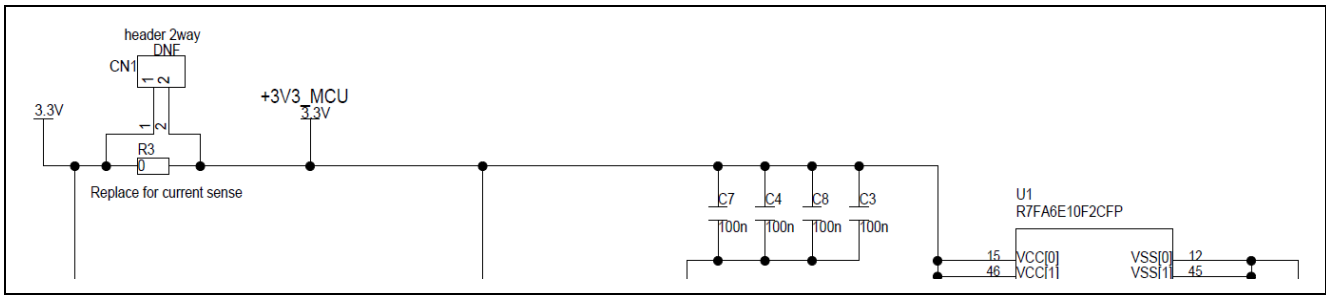 header 2way
DNF
CN1
1
2
+3V3_MCU
3.3V
3.3V
1
2
R3
0
Replace for current sense
C7
C4
C8
C3
100n
100n
100n
100n
U1
R7FA6E10F2CFP
15
VCC[0]
VSS[0]
12
46
VCC[1]
VSS[1]
45